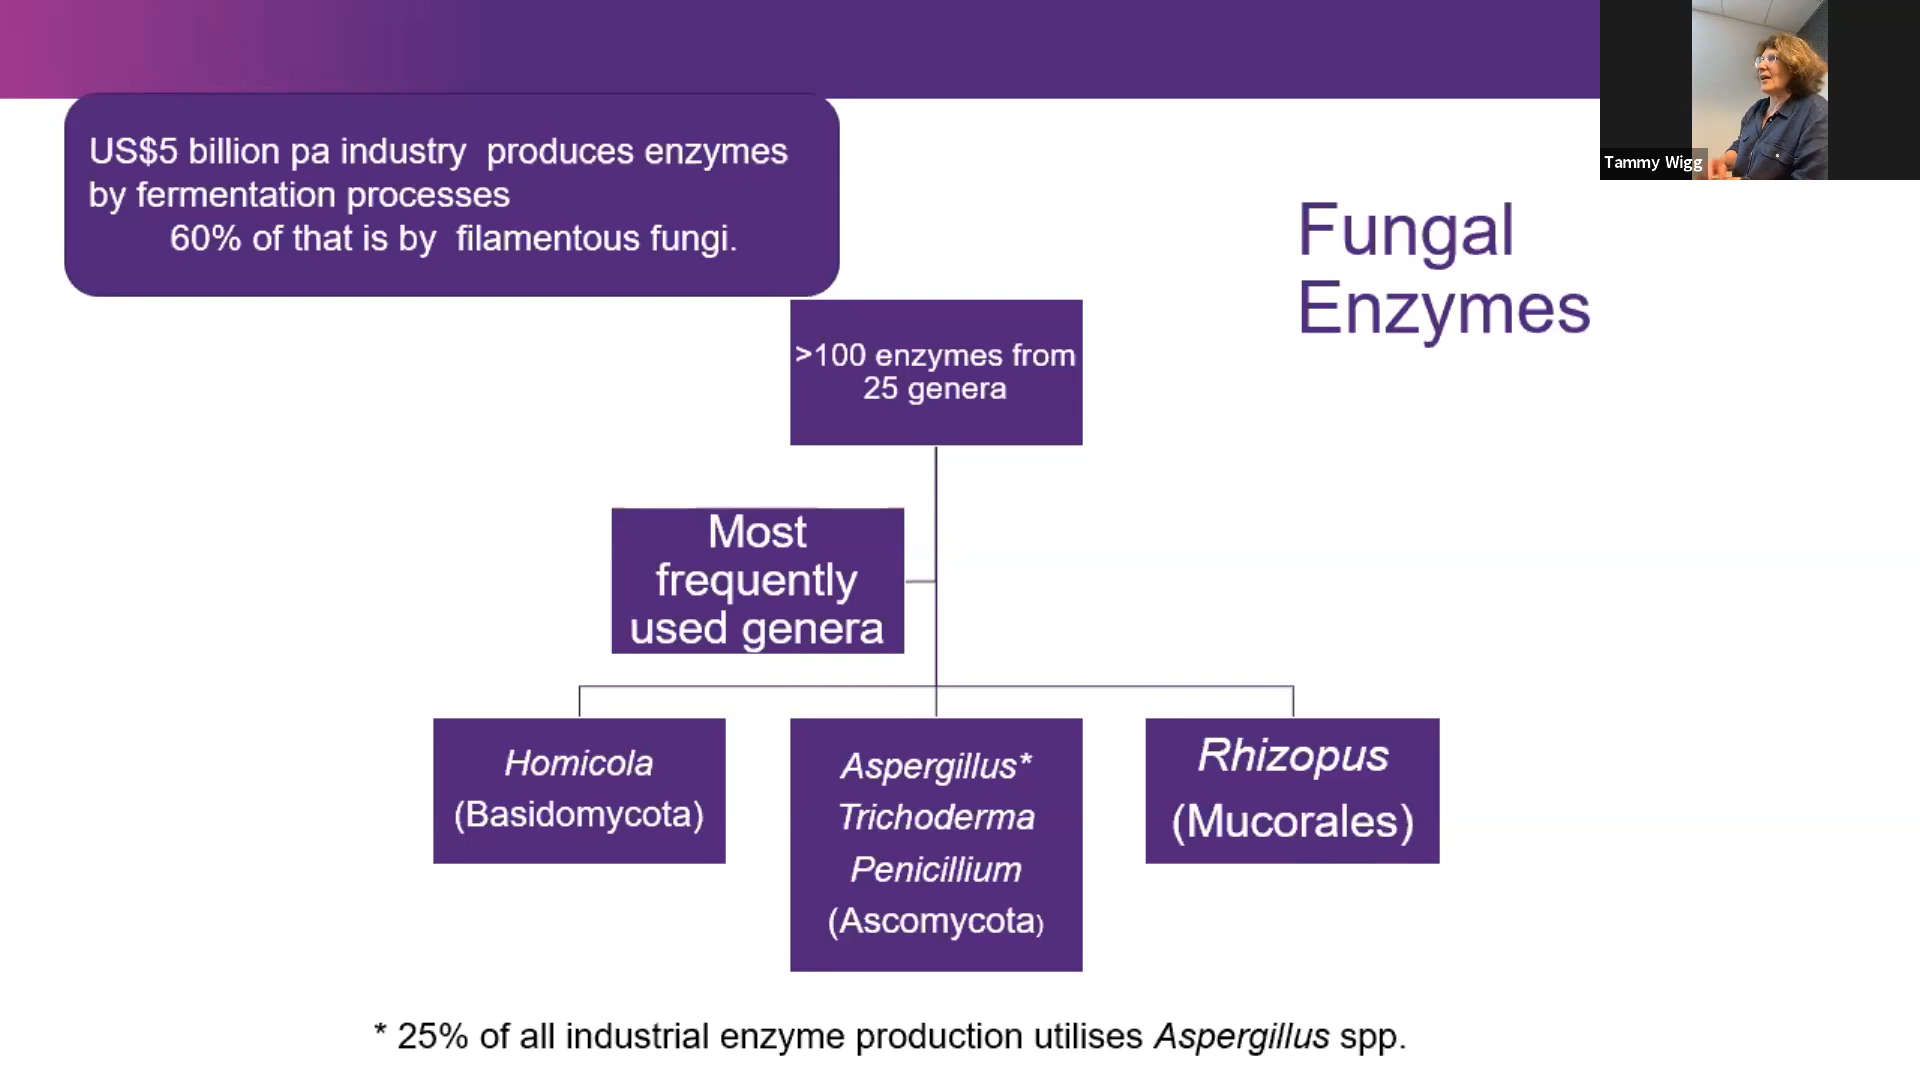 US$5 billion pa industry produces enzymes
by fermentation processes
60% of that is by filamentous fungi.
Tammy Wigg
Fungal
Enzymes
>100 enzymes from
25 genera
Most
frequently
used genera
Homicola
(Basidomycota)
Aspergillus*
Trichoderma
Penicillium
(Ascomycota)
Rhizopus
(Mucorales)
* 25% of all industrial enzyme production utilises Aspergillus spp.